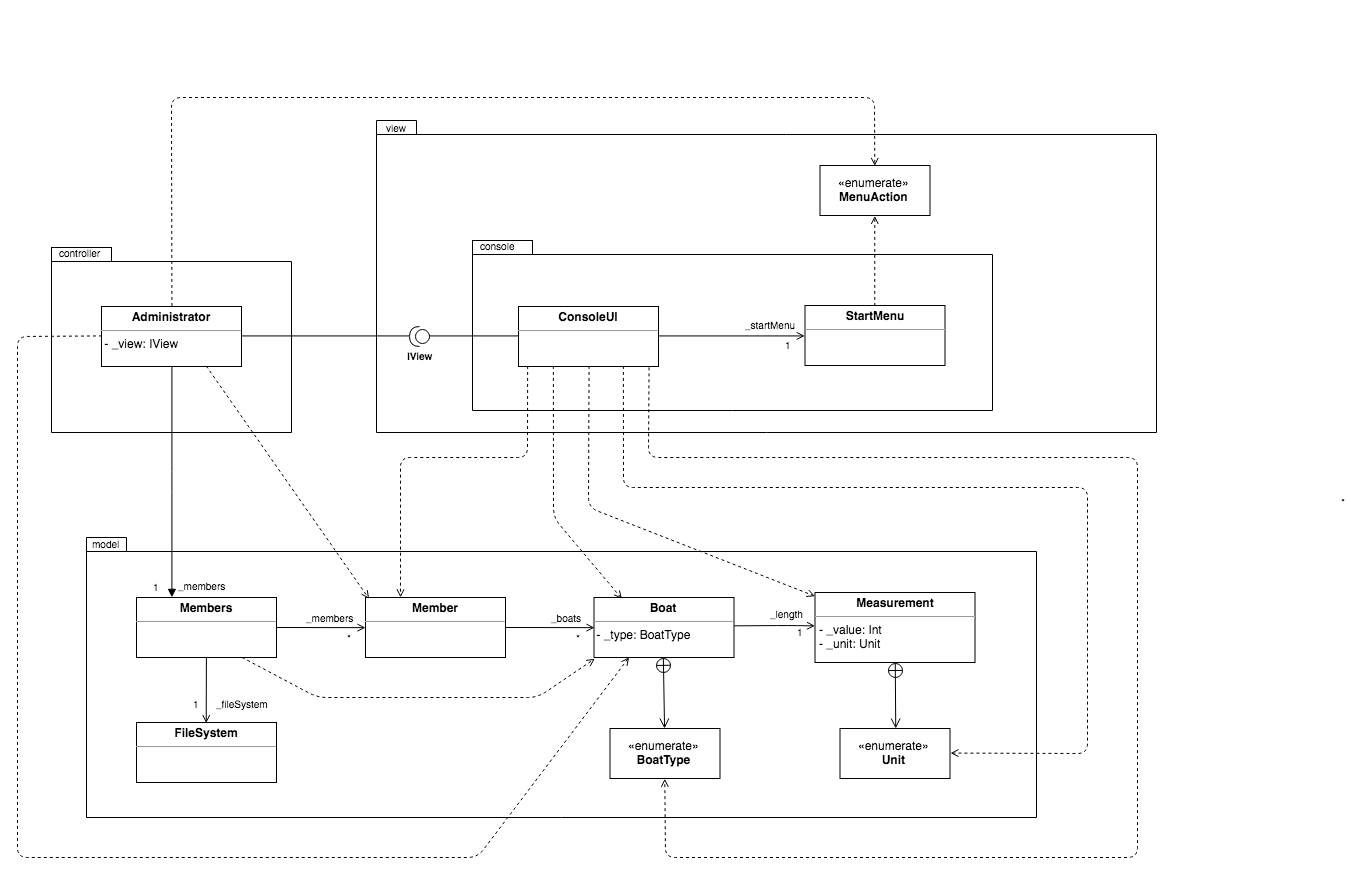 view
«enumerate»
MenuAction
controller
console
Administrator
- _view: IView
IView
ConsoleUI
_startMenu
1
StartMenu
*
model
1
_members
Members
_members
*
Member
_boats
*
Boat
- _type: BoatType
_length
1
Measurement
- _value: Int
- _unit: Unit
1
_fileSystem
FileSystem
«enumerate»
BoatType
«enumerate»
Unit